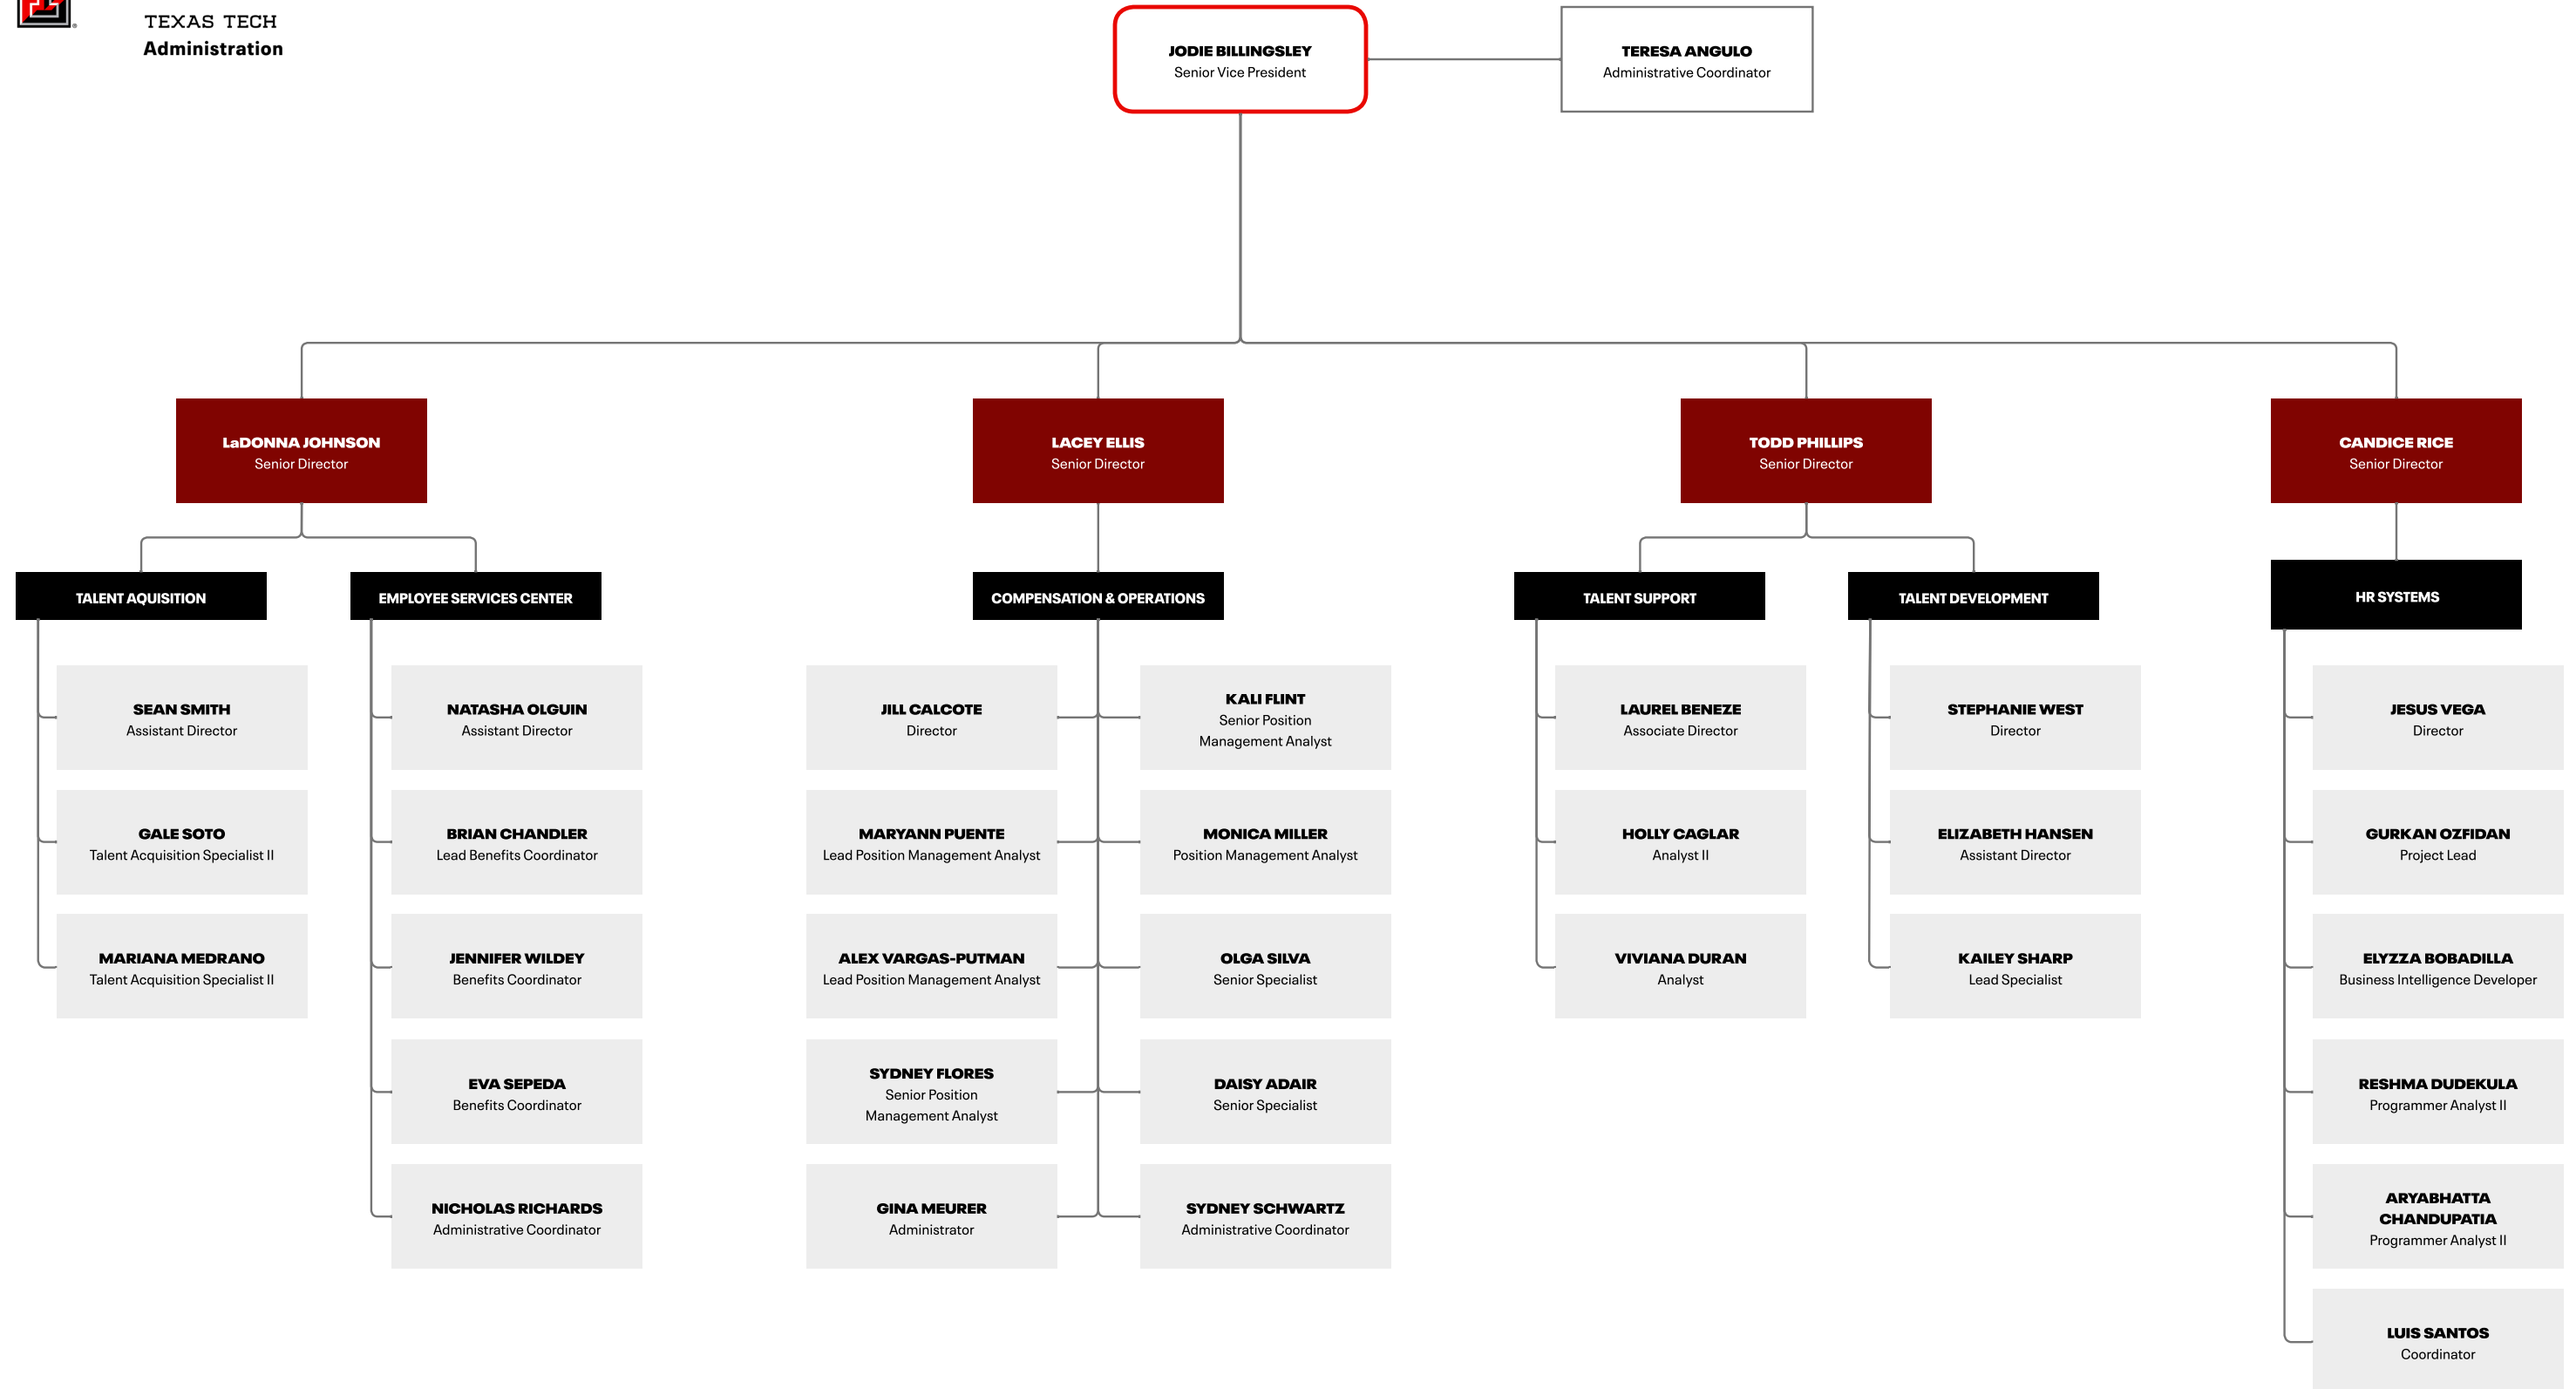 TEXAS TECH
Administration
JODIE BILLINGSLEY
Senior Vice President
TERESA ANGULO
Administrative Coordinator
LaDONNA JOHNSON
Senior Director
LACEY ELLIS
Senior Director
TODD PHILLIPS
Senior Director
CANDICE RICE
Senior Director
TALENT AQUISITION
SEAN SMITH
Assistant Director
GALE SOTO
Talent Acquisition Specialist II
MARIANA MEDRANO
Talent Acquisition Specialist II
EMPLOYEE SERVICES CENTER
NATASHA OLGUIN
Assistant Director
BRIAN CHANDLER
Lead Benefits Coordinator
JENNIFER WILDEY
Benefits Coordinator
EVA SEPEDA
Benefits Coordinator
NICHOLAS RICHARDS
Administrative Coordinator
COMPENSATION & OPERATIONS
JILL CALCOTE
Director
MARYANN PUENTE
Lead Position Management Analyst
ALEX VARGAS-PUTMAN
Lead Position Management Analyst
SYDNEY FLORES
Senior Position
Management Analyst
GINA MEURER
Administrator
KALI FLINT
Senior Position
Management Analyst
MONICA MILLER
Position Management Analyst
OLGA SILVA
Senior Specialist
DAISY ADAIR
Senior Specialist
SYDNEY SCHWARTZ
Administrative Coordinator
TALENT SUPPORT
LAUREL BENEZE
Associate Director
HOLLY CAGLAR
Analyst II
VIVIANA DURAN
Analyst
TALENT DEVELOPMENT
STEPHANIE WEST
Director
ELIZABETH HANSEN
Assistant Director
KAILEY SHARP
Lead Specialist
HR SYSTEMS
JESUS VEGA
Director
GURKAN OZFIDAN
Project Lead
ELYZZA BOBADILLA
Business Intelligence Developer
RESHMA DUDEKULA
Programmer Analyst II
ARYABHATTA
CHANDUPATIA
Programmer Analyst II
LUIS SANTOS
Coordinator